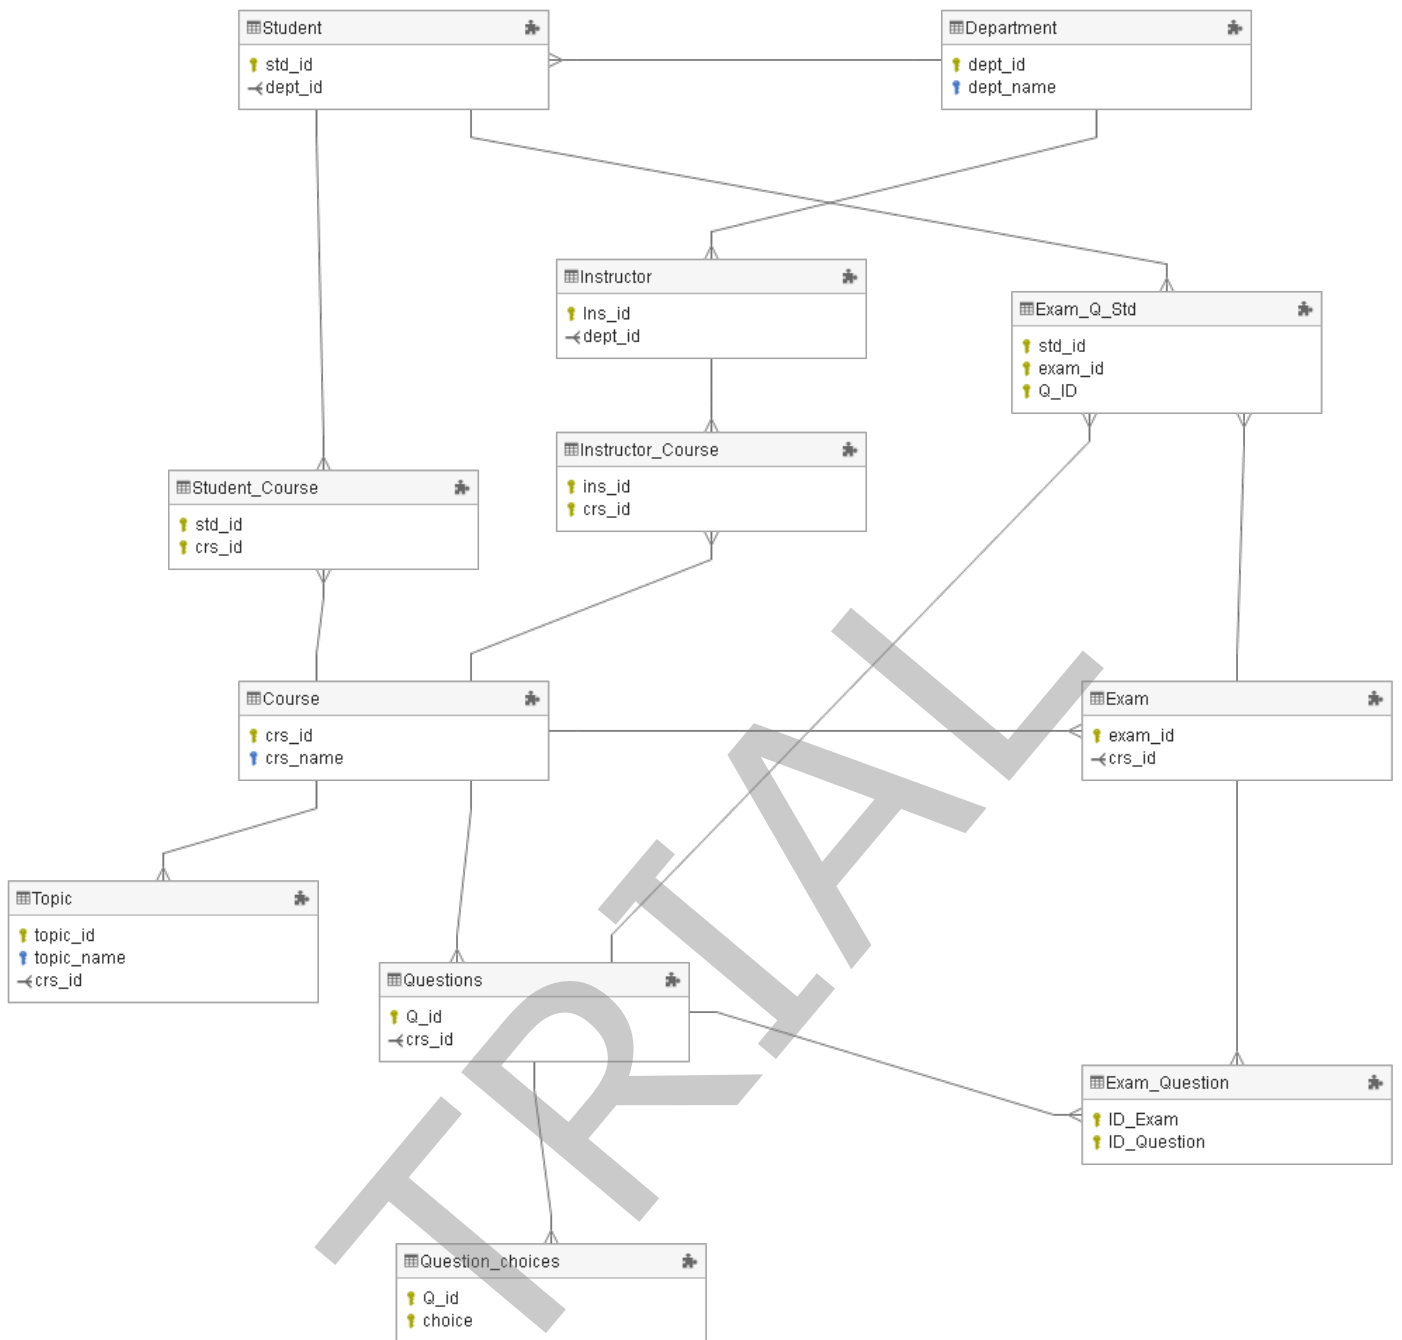 Student
std_id
dept_id
Department
dept_id
dept_name
Instructor
Ins_id
dept_id
Exam_Q_Std
std_id
exam_id
Q_ID
Instructor_Course
ins_id
crs_id
Student_Course
std_id
crs_id
Course
crs_id
crs_name
Exam
exam_id
crs_id
Topic
topic_id
topic_name
crs_id
Questions
Q_id
crs_id
Exam_Question
ID_Exam
ID_Question
Question_choices
Q_id
choice
TRIAL